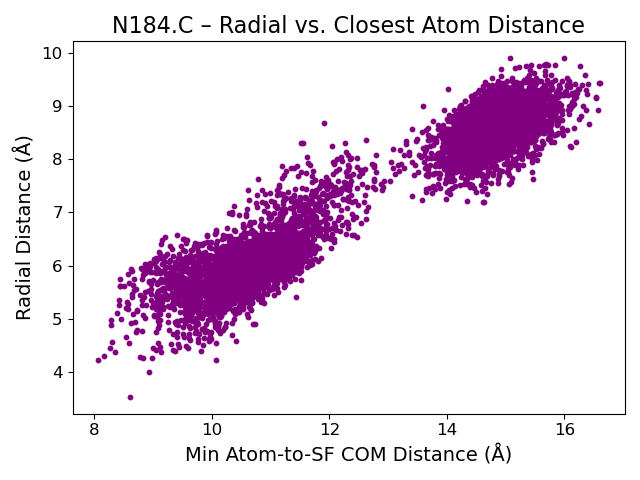 N184.C – Radial vs. Closest Atom Distance
10
9
8
7
6
5
4
Radial Distance (Å)
8 10 12 14 16
Min Atom-to-SF COM Distance (Å)